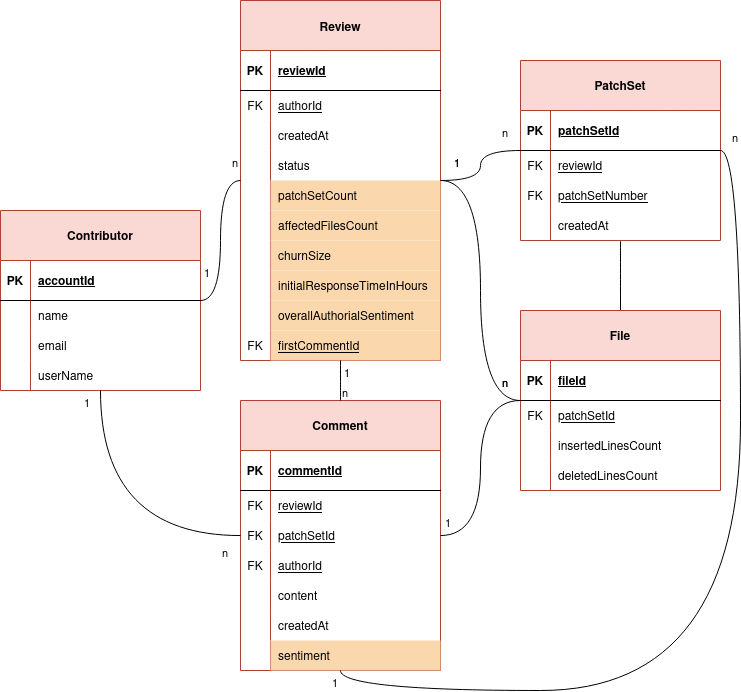 Review
PK reviewId
FK authorId
createdAt
status
patchSetCount
affectedFilesCount
churnSize
initialResponseTimeInHours
overallAuthorialSentiment
FK firstCommentId
PatchSet
PK patchSetId
FK reviewId
FK patchSetNumber
createdAt
Contributor
PK accountId
name
email
userName
File
PK fileId
FK patchSetId
insertedLinesCount
deletedLinesCount
Comment
PK commentId
FK reviewId
FK patchSetId
FK authorId
content
createdAt
sentiment
n
1
1
n
n
1
n
1
n
n
1
1